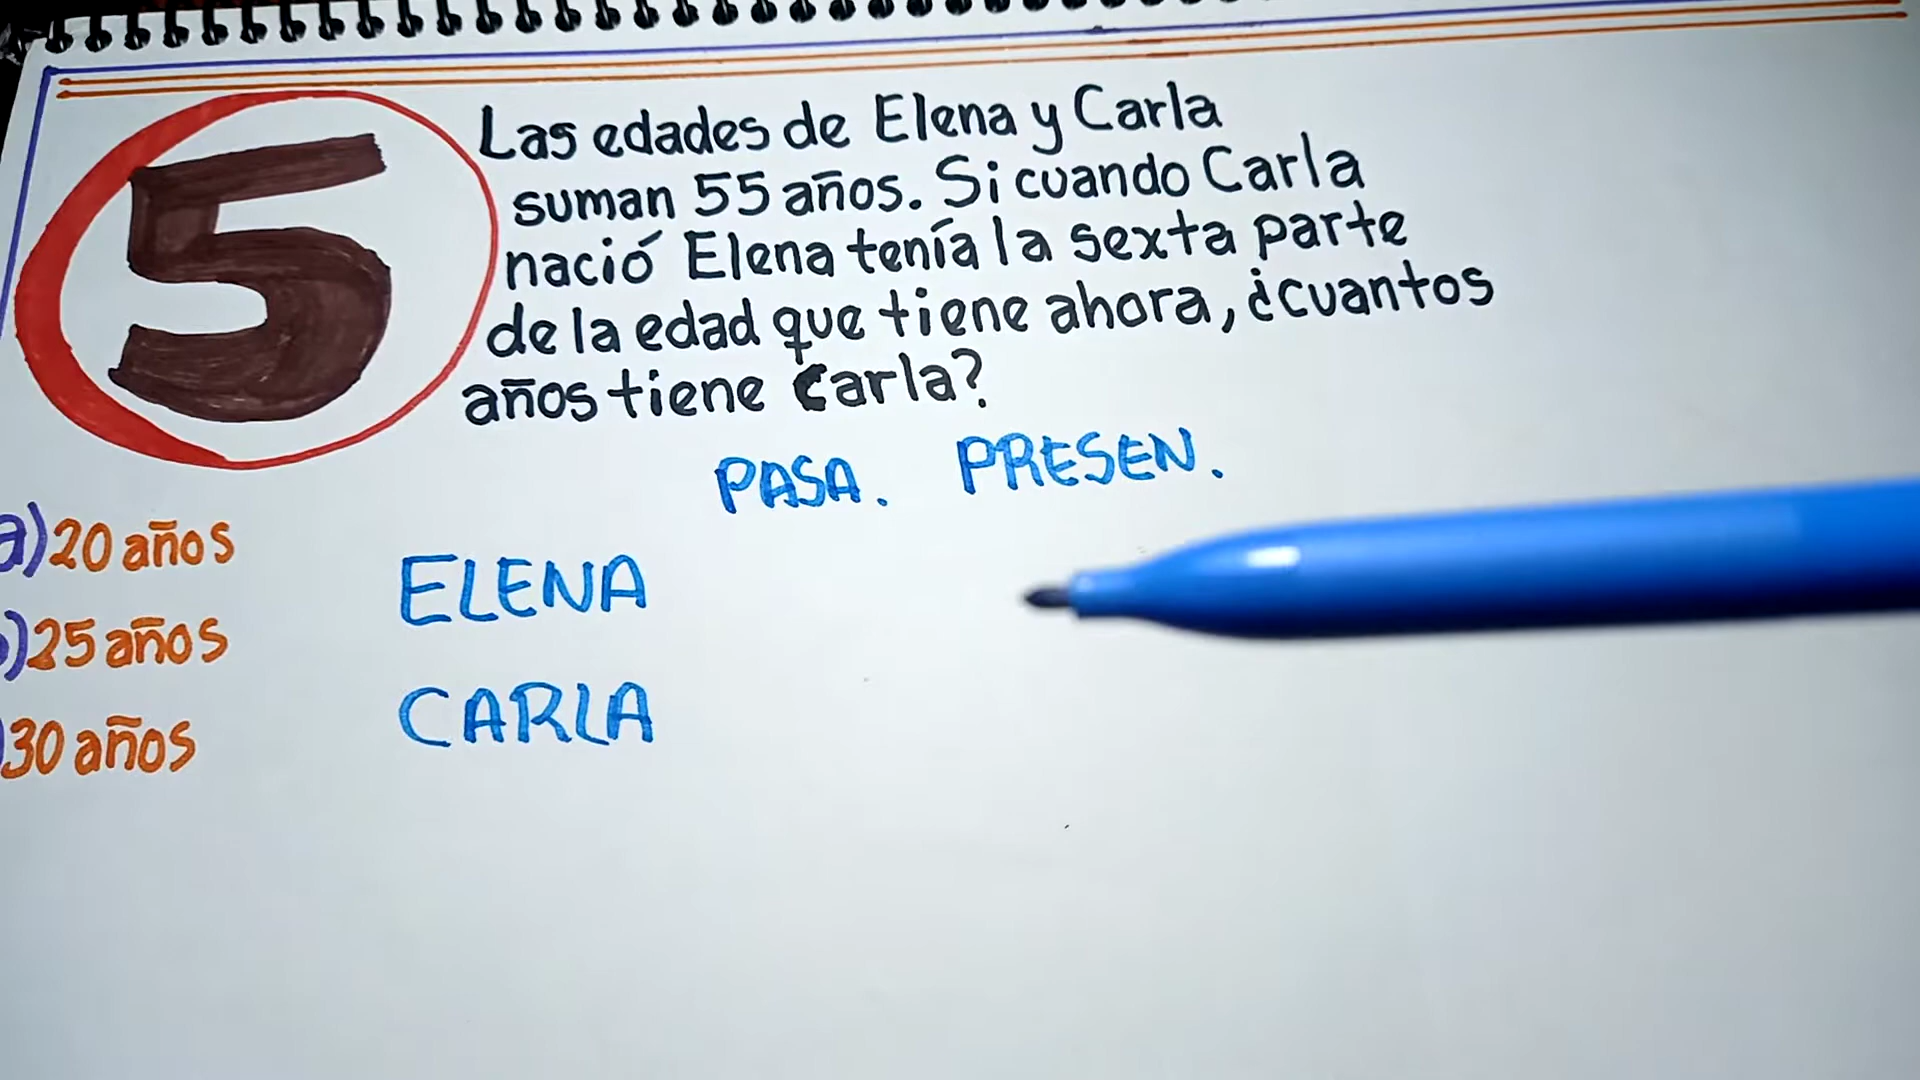 5
Las edades de Elena y Carla
suman 55 años. Si cuando Carla
nació Elena tenía la sexta parte
de la edad que tiene ahora, ¿cuantos
años tiene Carla?
PASA. PRESEN.
a) 20 años
) 25 años
30 años
ELENA
CARLA